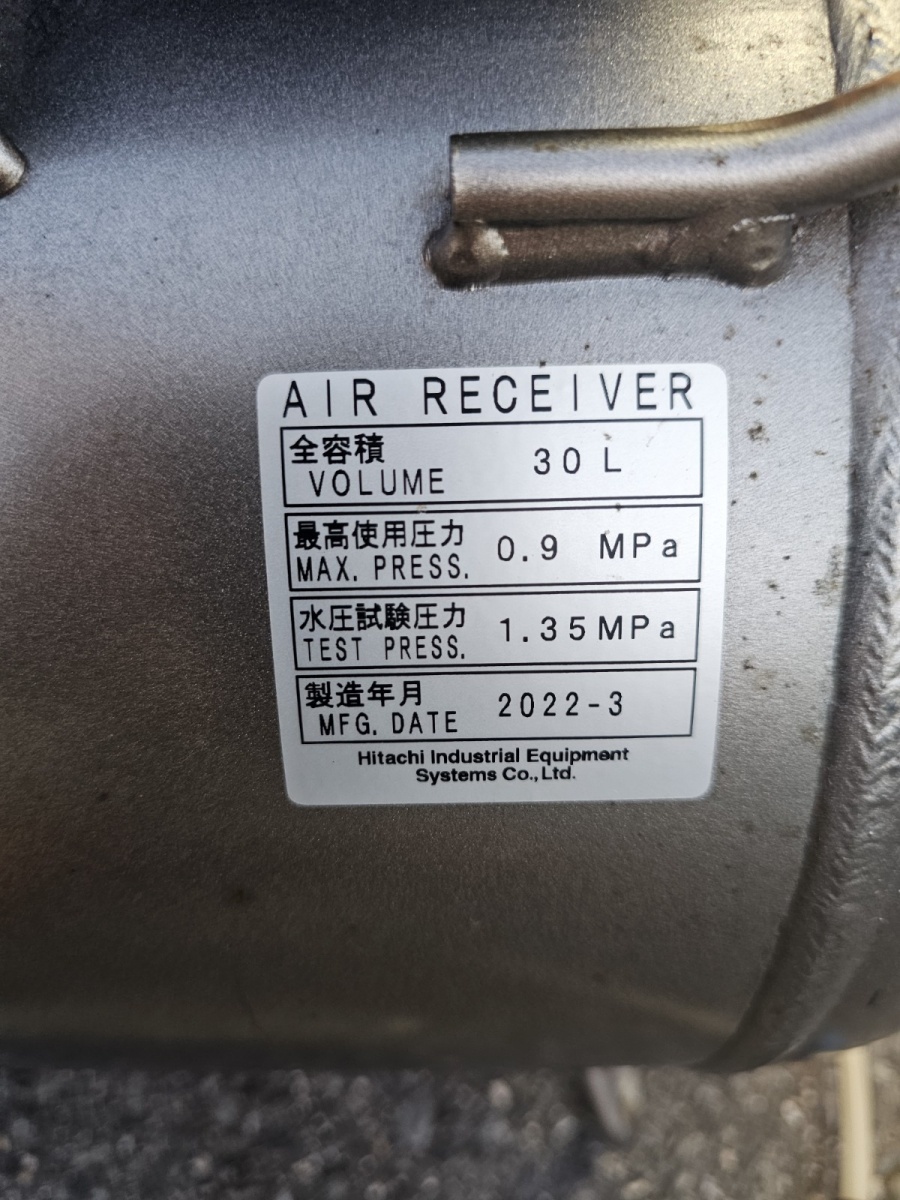 AIR RECEIVER
全容積
VOLUME
30 L
最高使用圧力
MAX. PRESS.
0.9 MPa
水圧試験圧力
TEST PRESS.
1.35MPa
製造年月
MFG. DATE
2022-3
Hitachi Industrial Equipment
Systems Co., Ltd.